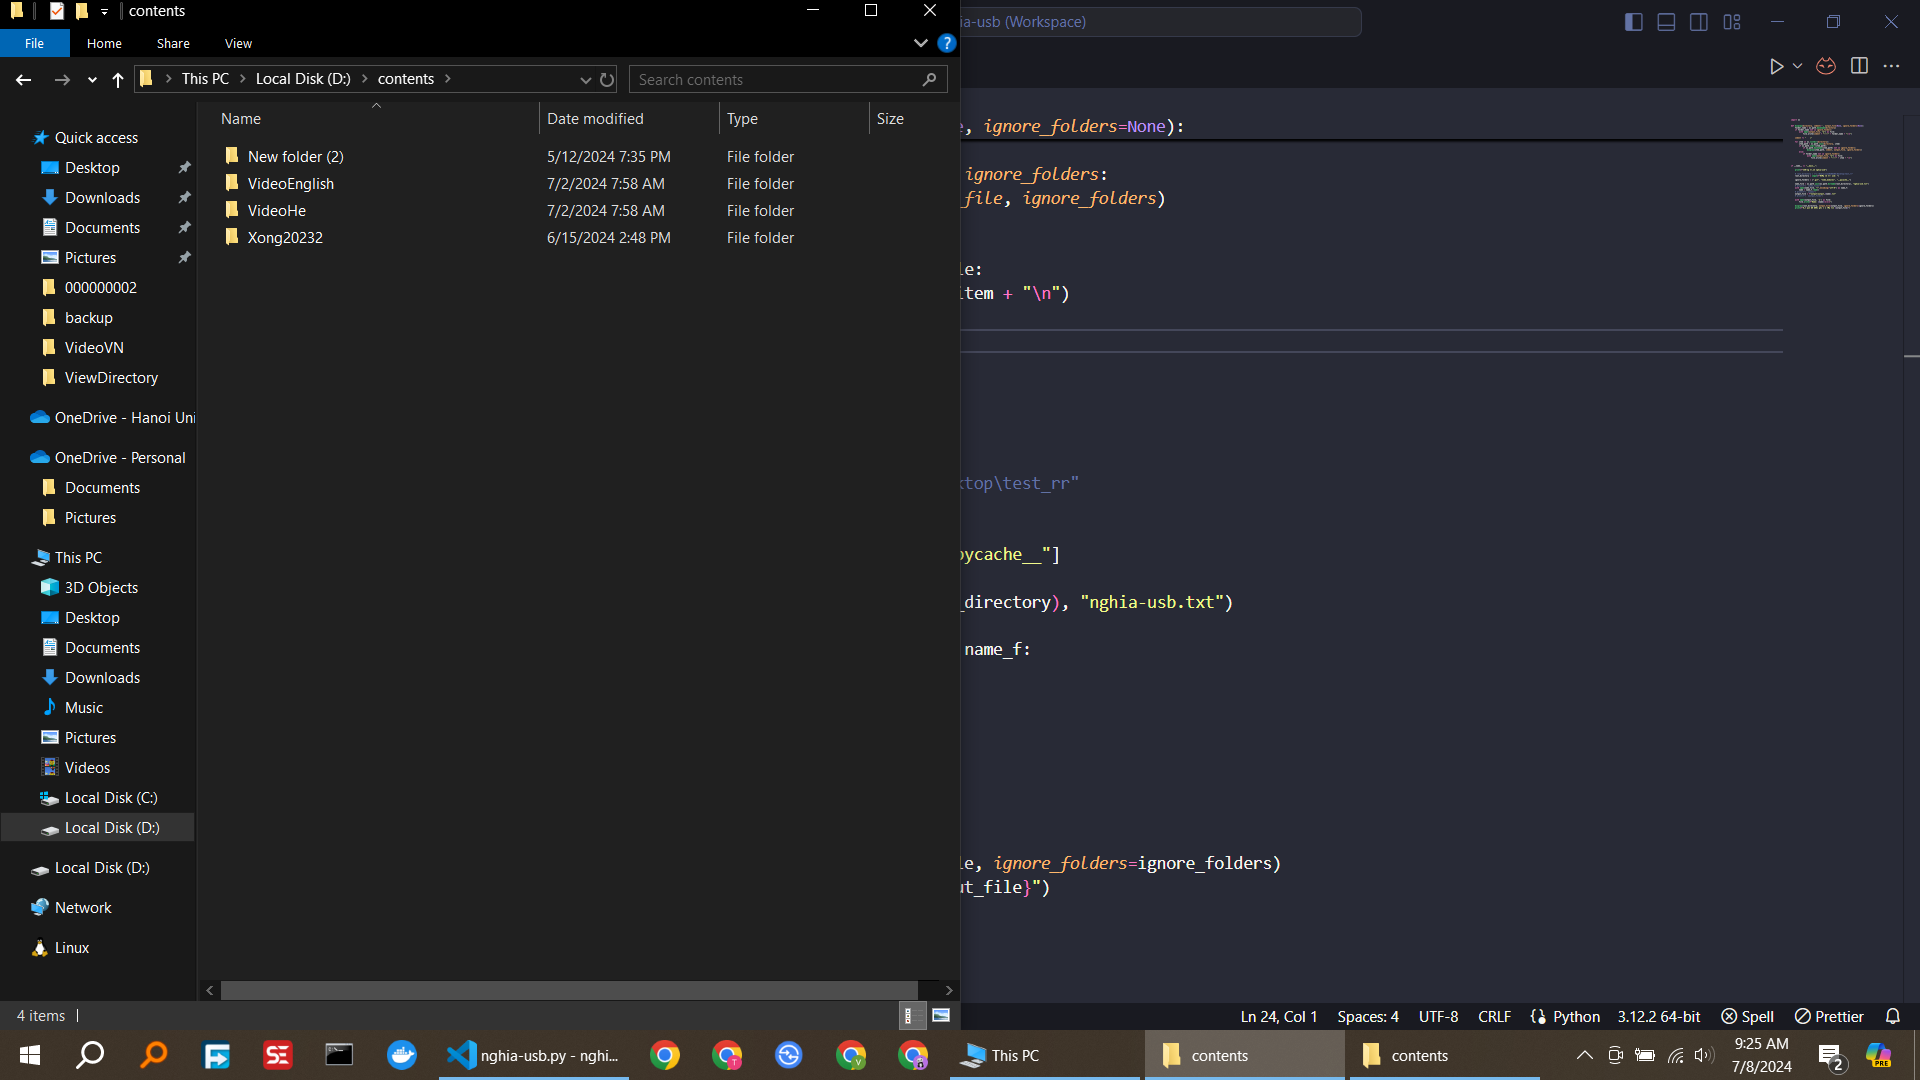 contents
ia-usb (Workspace)
File
Home
Share
View
This PC
Local Disk (D:)
contents
Search contents
Name
Date modified
Type
Size
New folder (2) 5/12/2024 7:35 PM File folder
VideoEnglish 7/2/2024 7:58 AM File folder
VideoHe 7/2/2024 7:58 AM File folder
Xong20232 6/15/2024 2:48 PM File folder
Quick access
Desktop
Downloads
Documents
Pictures
000000002
backup
VideoVN
ViewDirectory
OneDrive - Hanoi Uni
OneDrive - Personal
Documents
Pictures
This PC
3D Objects
Desktop
Documents
Downloads
Music
Pictures
Videos
Local Disk (C:)
Local Disk (D:)
Local Disk (D:)
Network
Linux
4 items
, ignore_folders=None):
ignore_folders:
_file, ignore_folders)
le:
item + "\n")
ktop\test_rr"
pycache__"]
_directory), "nghia-usb.txt")
name_f:
le, ignore_folders=ignore_folders)
ut_file}")
Ln 24, Col 1
Spaces: 4
UTF-8
CRLF
Python
3.12.2 64-bit
Spell
Prettier
nghia-usb.py - nghi...
This PC
contents
contents
9:25 AM
7/8/2024
2
PRE